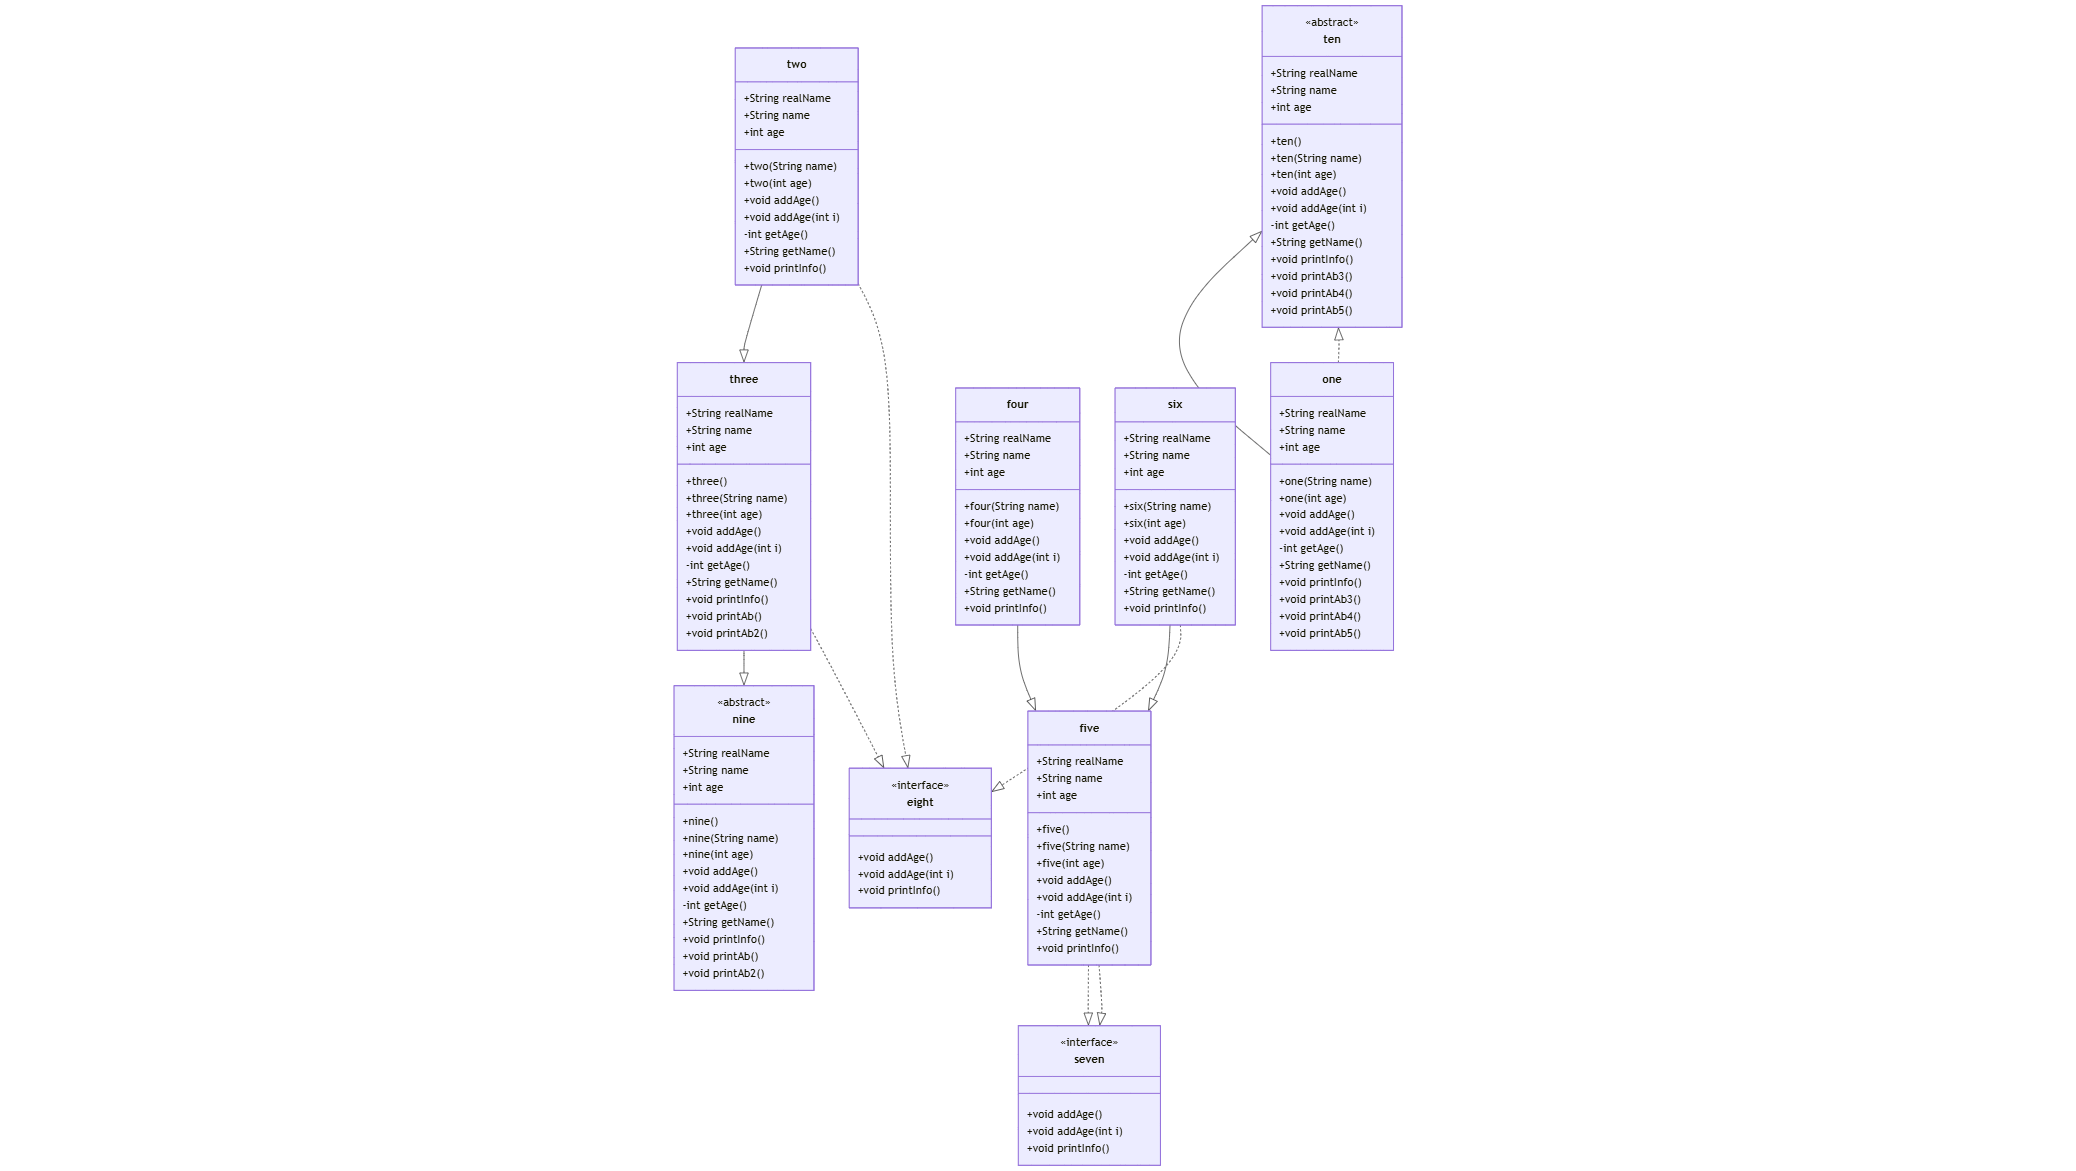 two
+String realName
+String name
+int age
+two(String name)
+two(int age)
+void addAge()
+void addAge(int i)
-int getAge()
+String getName()
+void printInfo()
«abstract»
ten
+String realName
+String name
+int age
+ten()
+ten(String name)
+ten(int age)
+void addAge()
+void addAge(int i)
-int getAge()
+String getName()
+void printInfo()
+void printAb3()
+void printAb4()
+void printAb5()
three
+String realName
+String name
+int age
+three()
+three(String name)
+three(int age)
+void addAge()
+void addAge(int i)
-int getAge()
+String getName()
+void printInfo()
+void printAb()
+void printAb2()
four
+String realName
+String name
+int age
+four(String name)
+four(int age)
+void addAge()
+void addAge(int i)
-int getAge()
+String getName()
+void printInfo()
six
+String realName
+String name
+int age
+six(String name)
+six(int age)
+void addAge()
+void addAge(int i)
-int getAge()
+String getName()
+void printInfo()
one
+String realName
+String name
+int age
+one(String name)
+one(int age)
+void addAge()
+void addAge(int i)
-int getAge()
+String getName()
+void printInfo()
+void printAb3()
+void printAb4()
+void printAb5()
«abstract»
nine
+String realName
+String name
+int age
+nine()
+nine(String name)
+nine(int age)
+void addAge()
+void addAge(int i)
-int getAge()
+String getName()
+void printInfo()
+void printAb()
+void printAb2()
«interface»
eight
+void addAge()
+void addAge(int i)
+void printInfo()
five
+String realName
+String name
+int age
+five()
+five(String name)
+five(int age)
+void addAge()
+void addAge(int i)
-int getAge()
+String getName()
+void printInfo()
«interface»
seven
+void addAge()
+void addAge(int i)
+void printInfo()